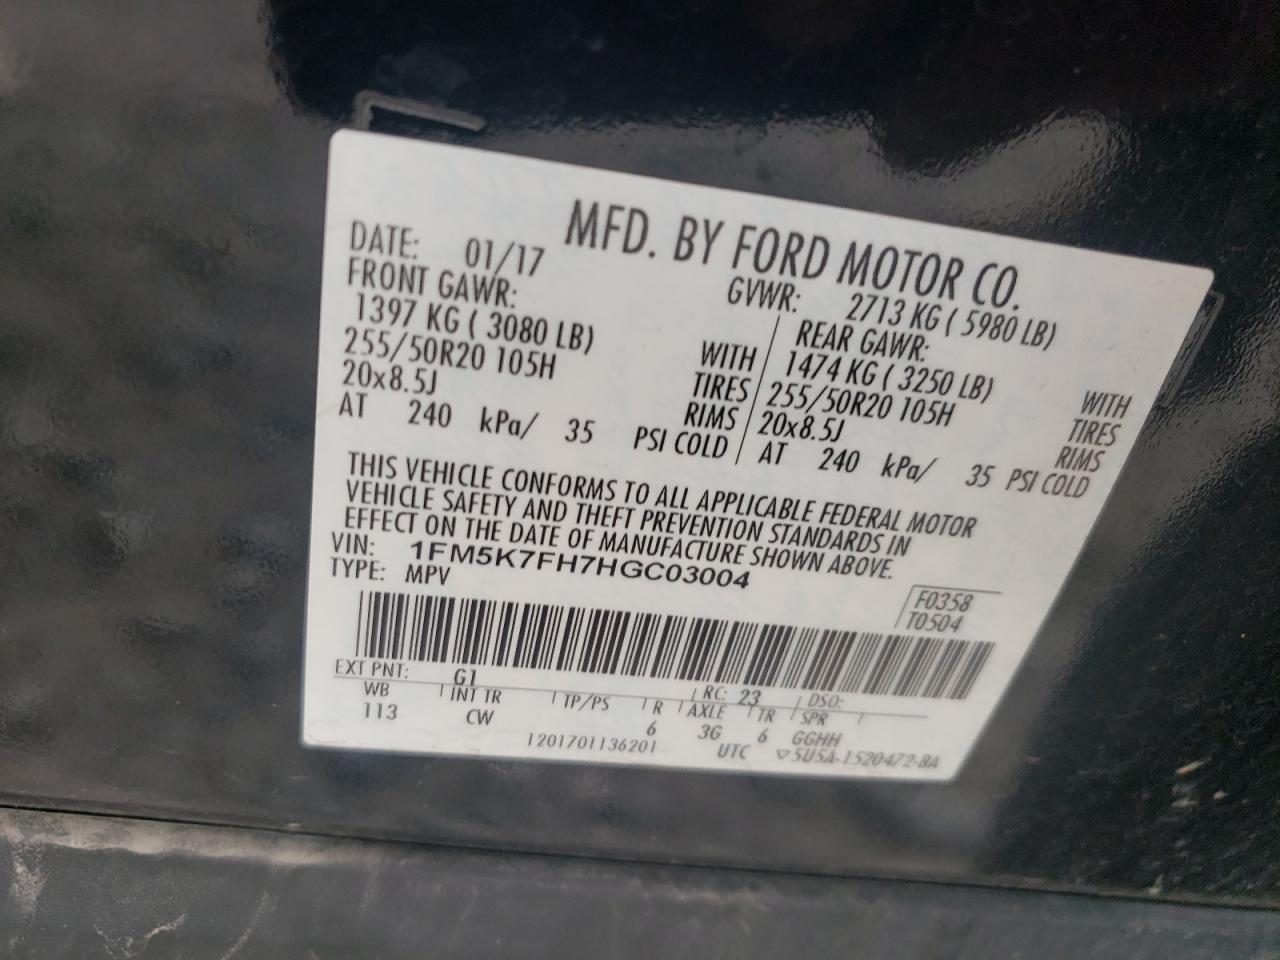 MFD. BY FORD MOTOR CO.
DATE: 01/17 GVWR: 2713 KG ( 5980 LB)
FRONT GAWR: REAR GAWR:
1397 KG ( 3080 LB) WITH 1474 KG ( 3250 LB) WITH
255/50R20 105H TIRES 255/50R20 105H TIRES
20x8.5J RIMS 20x8.5J RIMS
AT 240 kPa/ 35 PSI COLD AT 240 kPa/ 35 PSI COLD
THIS VEHICLE CONFORMS TO ALL APPLICABLE FEDERAL MOTOR
VEHICLE SAFETY AND THEFT PREVENTION STANDARDS IN
EFFECT ON THE DATE OF MANUFACTURE SHOWN ABOVE.
VIN: 1FM5K7FH7HGC03004
TYPE: MPV
F0358
T0504
EXT PNT: G1 RC: 23 DSO:
WB INT TR TP/PS R AXLE TR SPR
113 CW 6 3G 6 GGHH
1201701136201 UTC ▽5U5A-1520472-BA